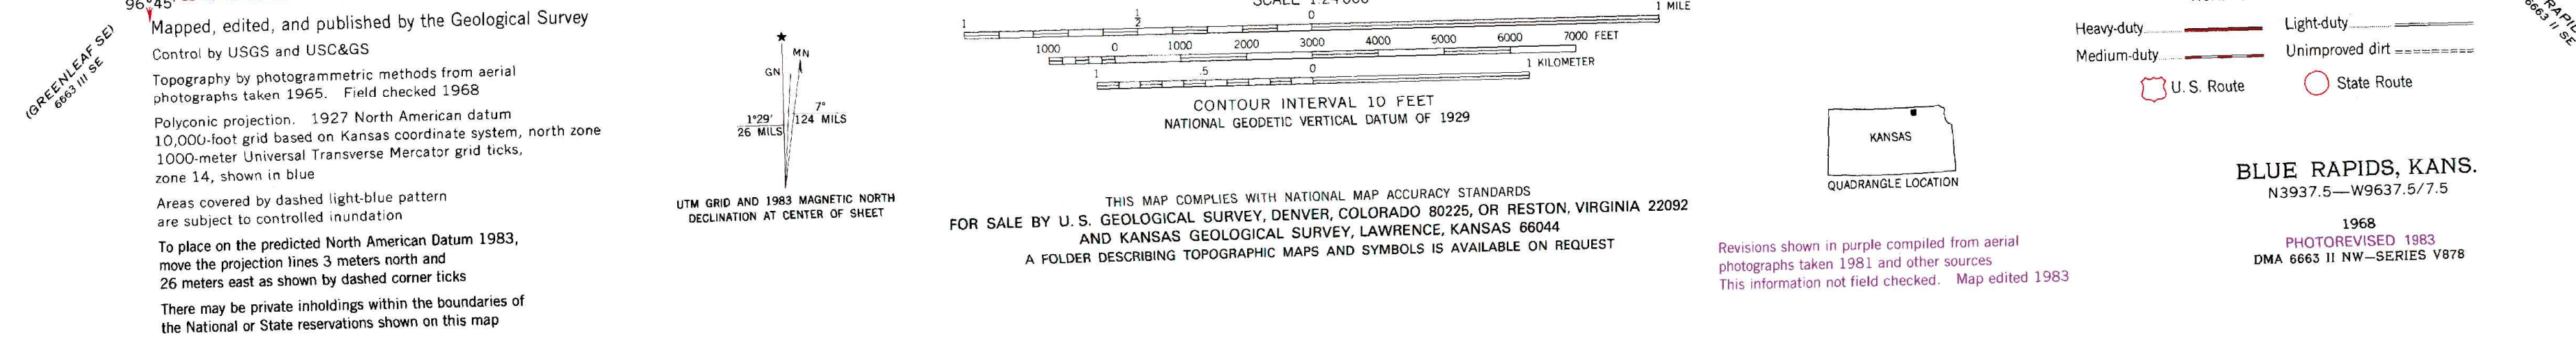 96°45'
(GREENLEAF SE)
6663 III SE
Mapped, edited, and published by the Geological Survey
Control by USGS and USC&GS
Topography by photogrammetric methods from aerial
photographs taken 1965. Field checked 1968
Polyconic projection. 1927 North American datum
10,000-foot grid based on Kansas coordinate system, north zone
1000-meter Universal Transverse Mercator grid ticks,
zone 14, shown in blue
Areas covered by dashed light-blue pattern
are subject to controlled inundation
To place on the predicted North American Datum 1983,
move the projection lines 3 meters north and
26 meters east as shown by dashed corner ticks
There may be private inholdings within the boundaries of
the National or State reservations shown on this map
★
MN
GN
1°29'
26 MILS
7°
124 MILS
UTM GRID AND 1983 MAGNETIC NORTH
DECLINATION AT CENTER OF SHEET
SCALE 1:24 000
1 ½ 0 1 MILE
1000 0 1000 2000 3000 4000 5000 6000 7000 FEET
1 .5 0 1 KILOMETER
CONTOUR INTERVAL 10 FEET
NATIONAL GEODETIC VERTICAL DATUM OF 1929
THIS MAP COMPLIES WITH NATIONAL MAP ACCURACY STANDARDS
FOR SALE BY U. S. GEOLOGICAL SURVEY, DENVER, COLORADO 80225, OR RESTON, VIRGINIA 22092
AND KANSAS GEOLOGICAL SURVEY, LAWRENCE, KANSAS 66044
A FOLDER DESCRIBING TOPOGRAPHIC MAPS AND SYMBOLS IS AVAILABLE ON REQUEST
KANSAS
QUADRANGLE LOCATION
Revisions shown in purple compiled from aerial
photographs taken 1981 and other sources
This information not field checked. Map edited 1983
Heavy-duty Light-duty
Medium-duty Unimproved dirt
U. S. Route State Route
BLUE RAPIDS, KANS.
N3937.5—W9637.5/7.5
1968
PHOTOREVISED 1983
DMA 6663 II NW—SERIES V878
6663 II SE